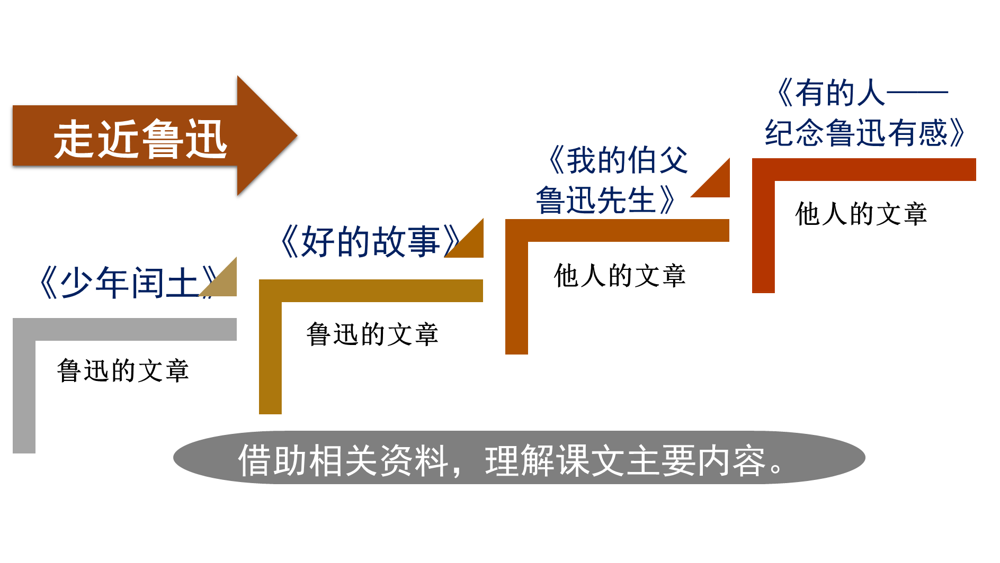 走近鲁迅
《少年闰土》
鲁迅的文章
《好的故事》
鲁迅的文章
《我的伯父
鲁迅先生》
他人的文章
《有的人——
纪念鲁迅有感》
他人的文章
借助相关资料，理解课文主要内容。